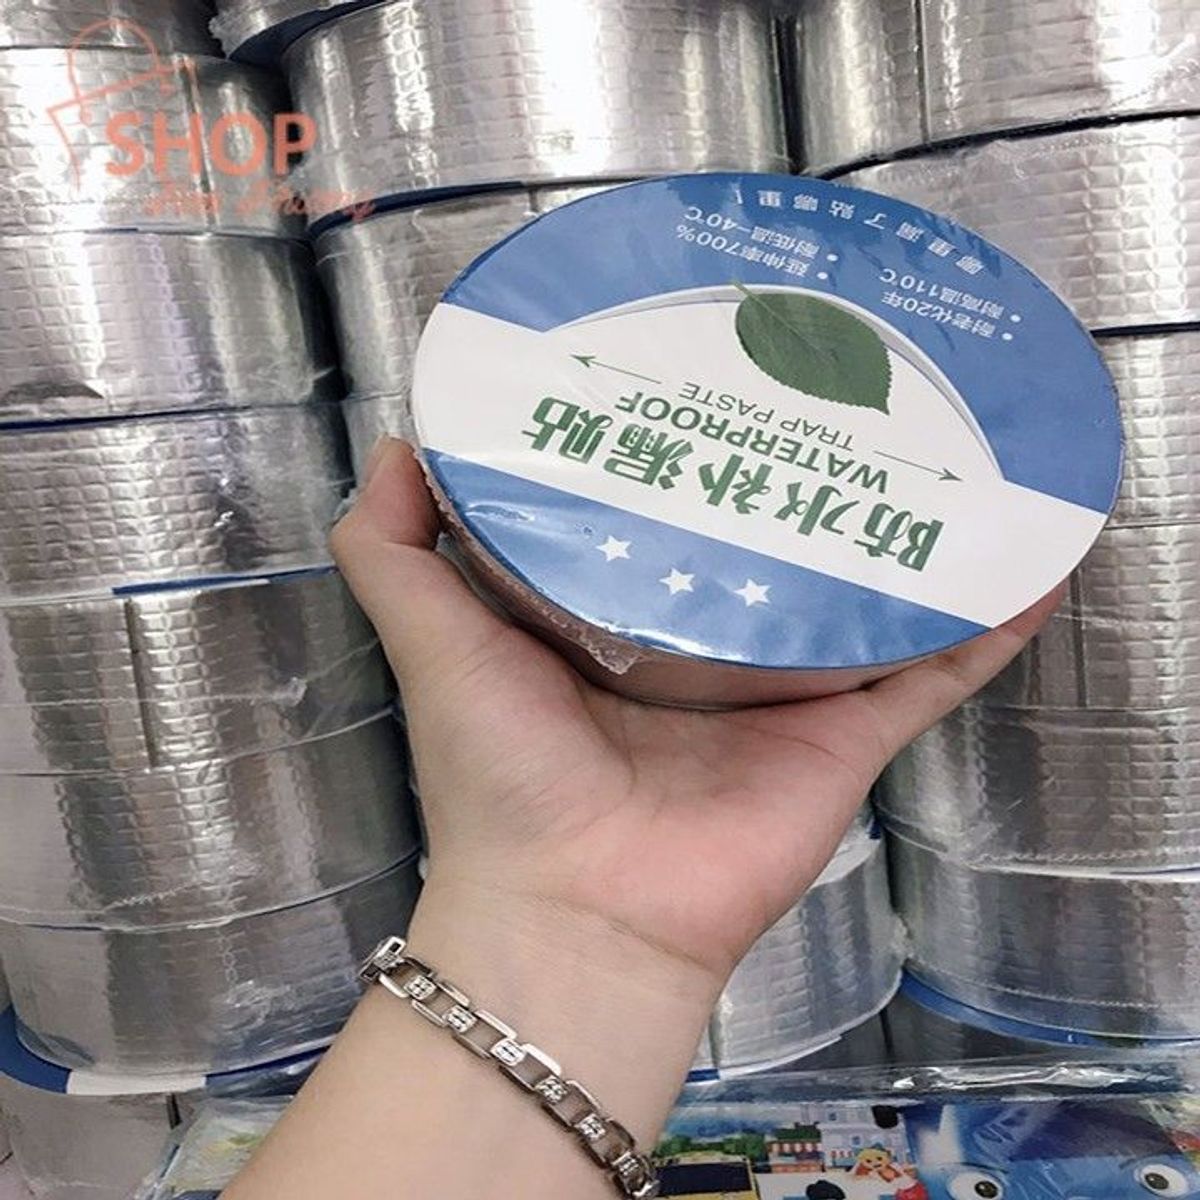 SHOP
防水补漏贴
WATERPROOF
TRAP PASTE
• 耐老化20年
• 延伸率700%
• 耐高温110℃
• 耐低温-40℃
哪里漏了贴哪里!